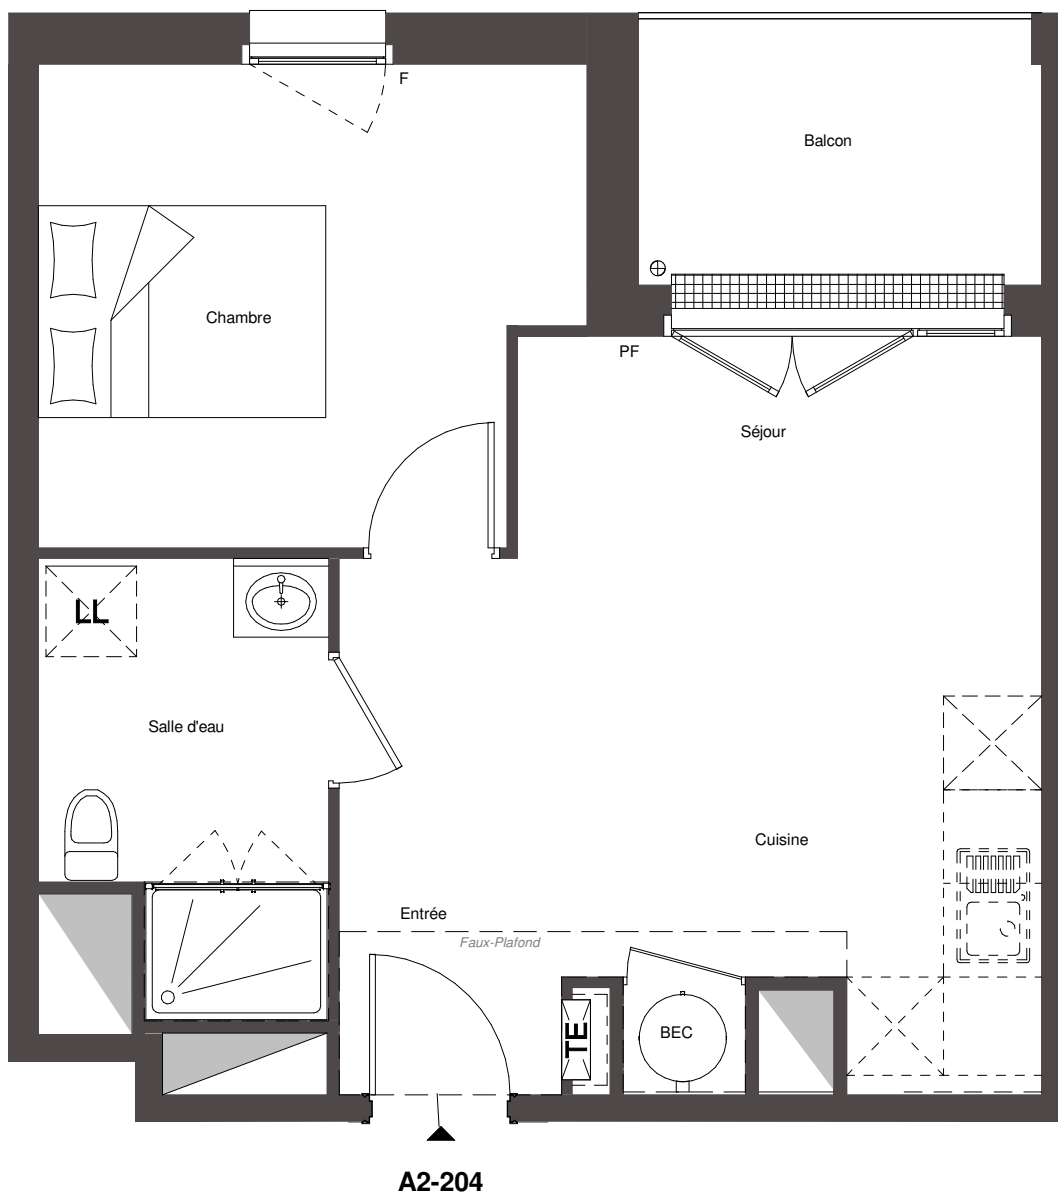 F
Balcon
Chambre
PF
Séjour
LL
Salle d'eau
Cuisine
Entrée
Faux-Plafond
TE
BEC
A2-204